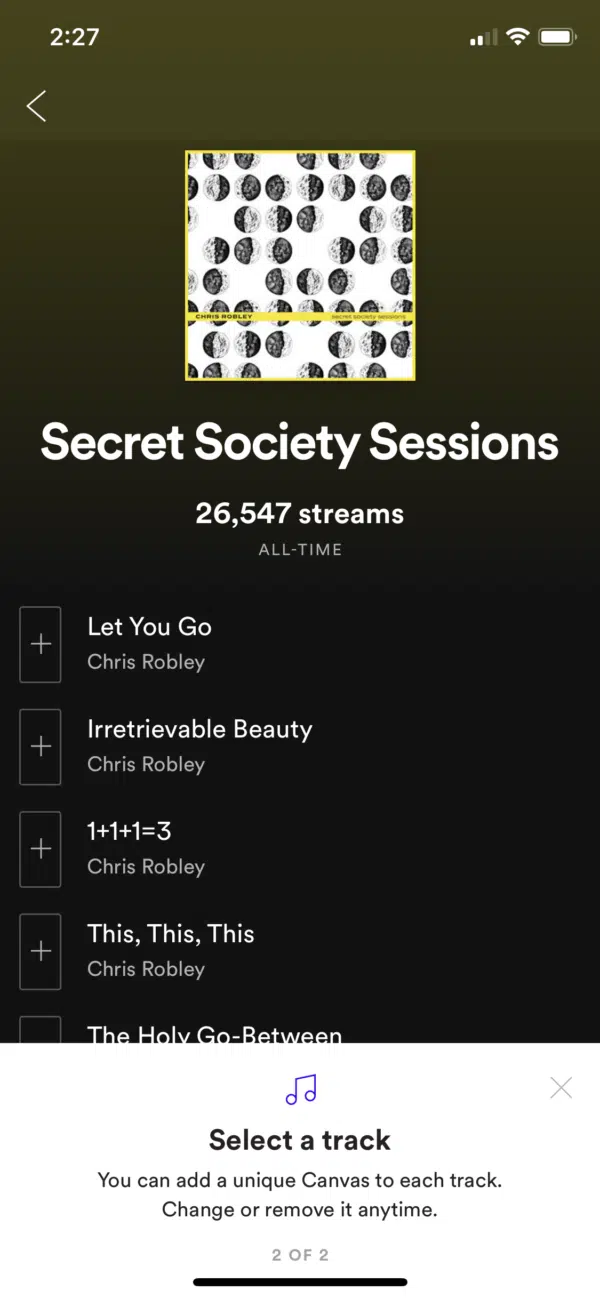 2:27
CHRIS ROBLEY
secret society sessions
Secret Society Sessions
26,547 streams
ALL-TIME
Let You Go
Chris Robley
Irretrievable Beauty
Chris Robley
1+1+1=3
Chris Robley
This, This, This
Chris Robley
The Holy Go-Between
Select a track
You can add a unique Canvas to each track.
Change or remove it anytime.
2 OF 2